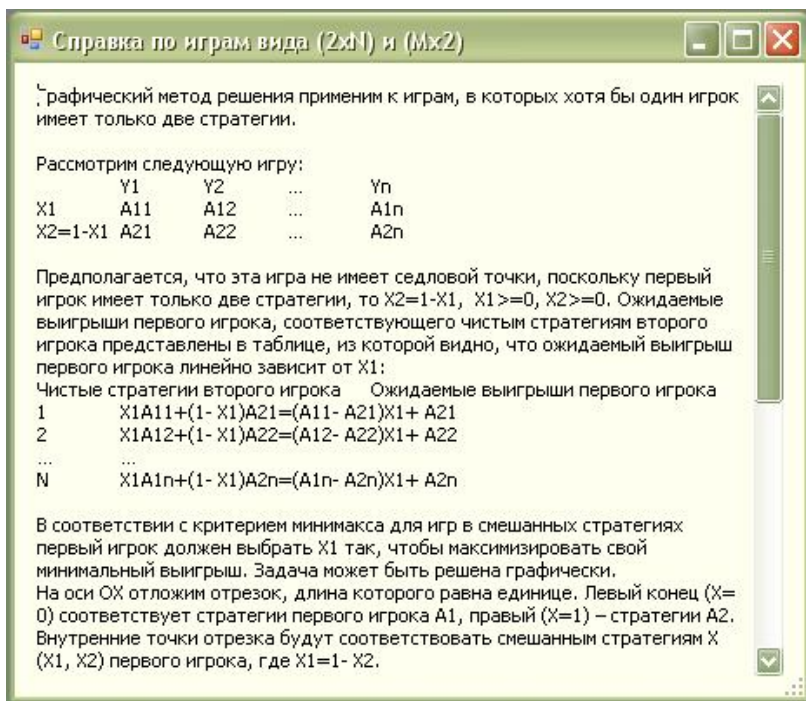 Справка по играм вида (2xN) и (Mx2)
Графический метод решения применим к играм, в которых хотя бы один игрок
имеет только две стратегии.
Рассмотрим следующую игру:
Y1 Y2 ... Yn
X1 A11 A12 ... A1n
X2=1-X1 A21 A22 ... A2n
Предполагается, что эта игра не имеет седловой точки, поскольку первый
игрок имеет только две стратегии, то X2=1-X1, X1>=0, X2>=0. Ожидаемые
выигрыши первого игрока, соответствующего чистым стратегиям второго
игрока представлены в таблице, из которой видно, что ожидаемый выигрыш
первого игрока линейно зависит от X1:
Чистые стратегии второго игрока Ожидаемые выигрыши первого игрока
1 X1A11+(1- X1)A21=(A11- A21)X1+ A21
2 X1A12+(1- X1)A22=(A12- A22)X1+ A22
... ...
N X1A1n+(1- X1)A2n=(A1n- A2n)X1+ A2n
В соответствии с критерием минимакса для игр в смешанных стратегиях
первый игрок должен выбрать X1 так, чтобы максимизировать свой
минимальный выигрыш. Задача может быть решена графически.
На оси OX отложим отрезок, длина которого равна единице. Левый конец (X=
0) соответствует стратегии первого игрока A1, правый (X=1) – стратегии A2.
Внутренние точки отрезка будут соответствовать смешанным стратегиям X
(X1, X2) первого игрока, где X1=1- X2.